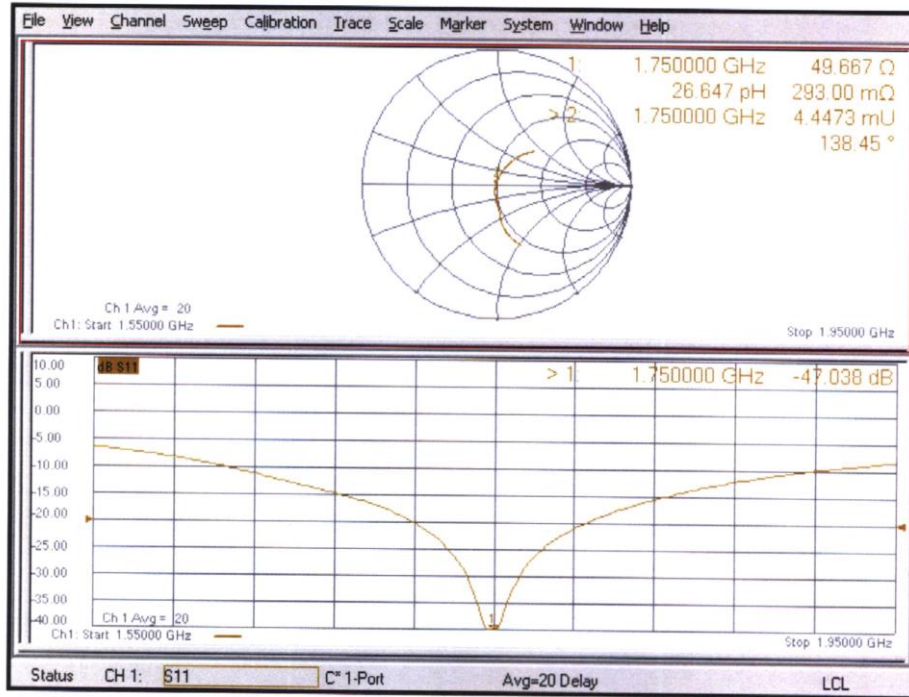 File View Channel Sweep Calibration Trace Scale Marker System Window Help
1: 1.750000 GHz 49.667 Ω
26.647 pH 293.00 mΩ
> 2: 1.750000 GHz 4.4473 mU
138.45 °
Ch 1 Avg = 20
Ch1: Start 1.55000 GHz
Stop 1.95000 GHz
10.00
dB S11
> 1: 1.750000 GHz -47.038 dB
5.00
0.00
-5.00
-10.00
-15.00
-20.00
-25.00
-30.00
-35.00
-40.00
1
Ch 1 Avg = 20
Ch1: Start 1.55000 GHz
Stop 1.95000 GHz
Status CH 1: S11 C* 1-Port Avg=20 Delay LCL